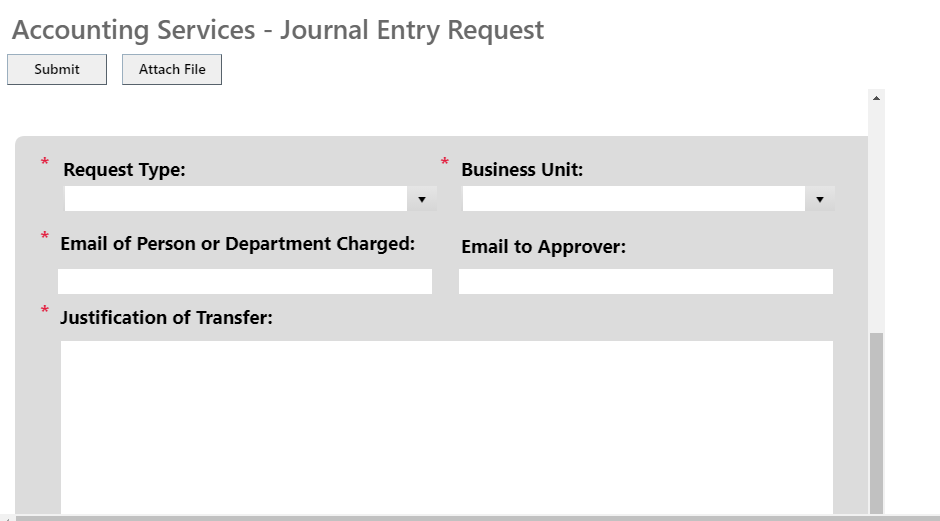 Accounting Services - Journal Entry Request
Submit Attach File
* Request Type: * Business Unit:
* Email of Person or Department Charged: Email to Approver:
* Justification of Transfer: